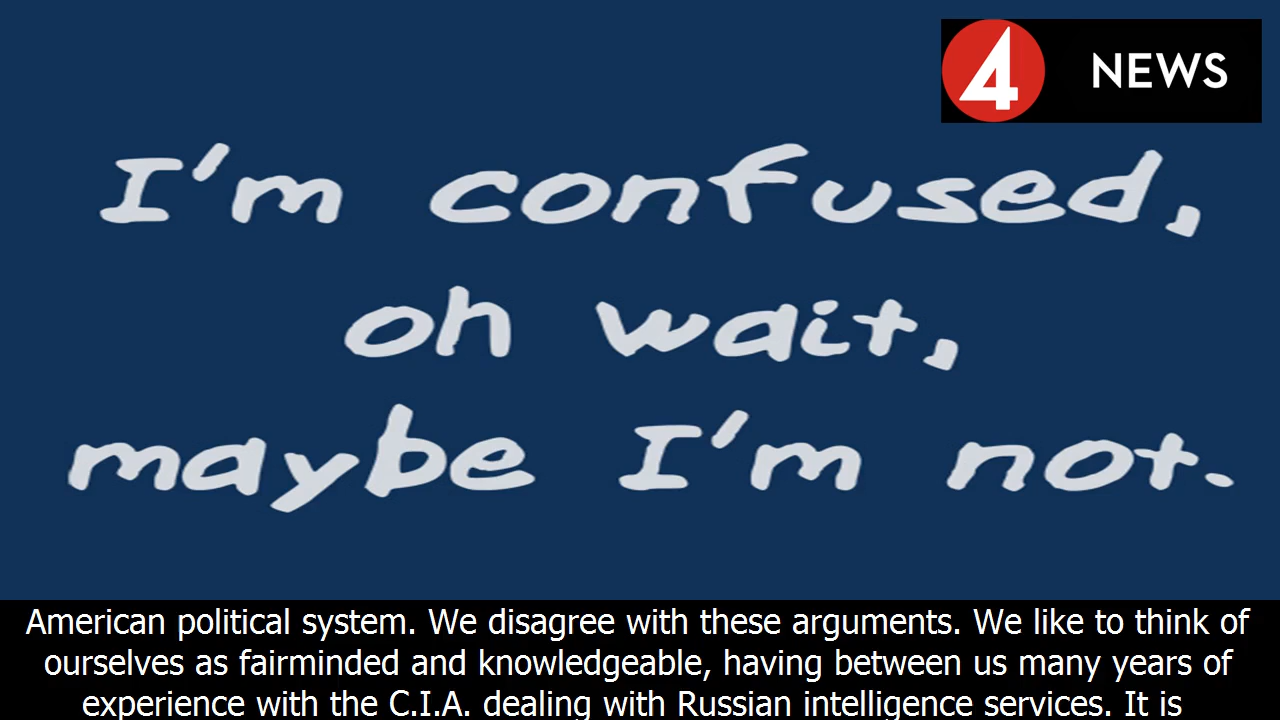 4 NEWS
I'm confused,
oh wait,
maybe I'm not.
American political system. We disagree with these arguments. We like to think of
ourselves as fairminded and knowledgeable, having between us many years of
experience with the C.I.A. dealing with Russian intelligence services. It is